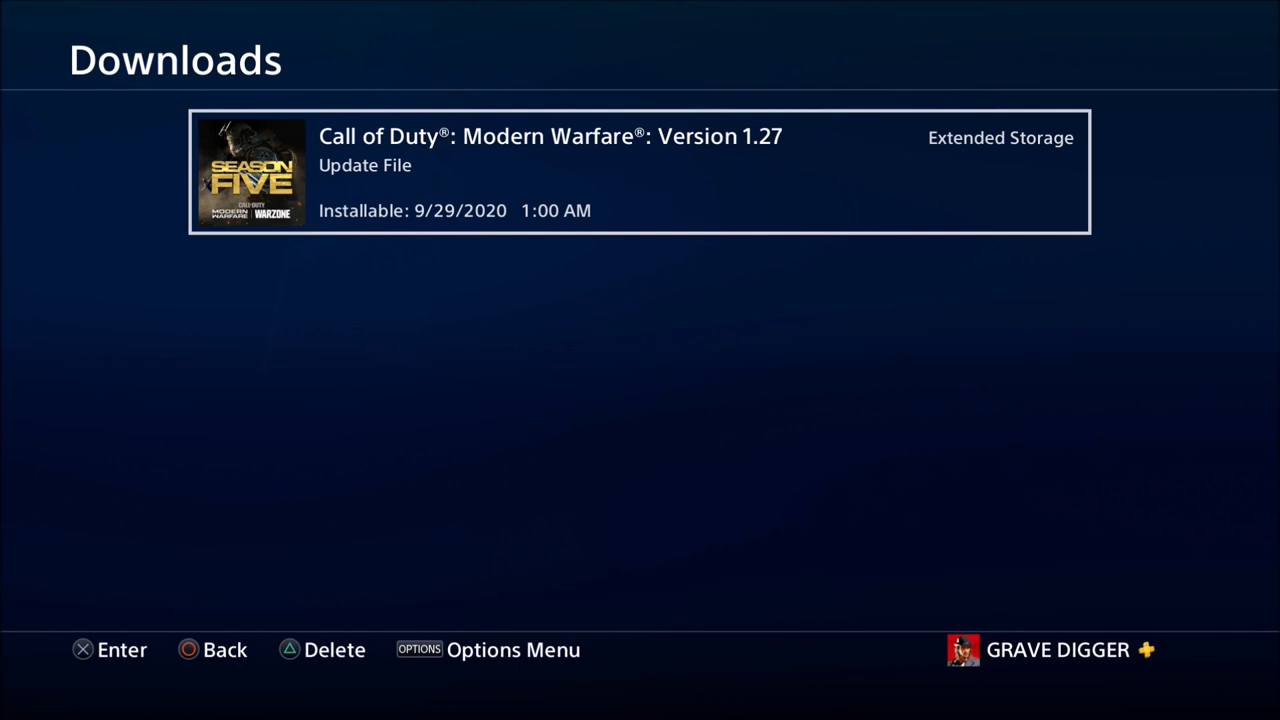 Downloads
Call of Duty®: Modern Warfare®: Version 1.27
Extended Storage
Update File
Installable: 9/29/2020 1:00 AM
SEASON
FIVE
CALL OF DUTY
MODERN
WARFARE
WARZONE
Enter
Back
Delete
OPTIONS
Options Menu
GRAVE DIGGER